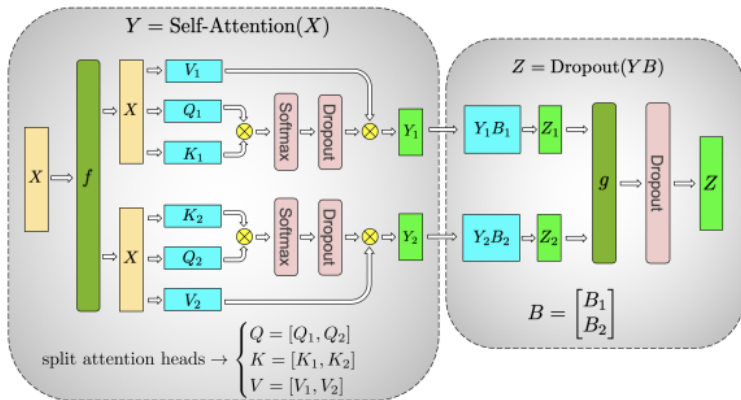 Y = Self-Attention(X)
X
f
X
V₁
Q₁
K₁
Softmax
Dropout
Y₁
X
K₂
Q₂
V₂
Softmax
Dropout
Y₂
split attention heads → { Q = [Q₁, Q₂]
K = [K₁, K₂]
V = [V₁, V₂]
Z = Dropout(YB)
Y₁B₁
Z₁
Y₂B₂
Z₂
g
Dropout
Z
B = [B₁
B₂]